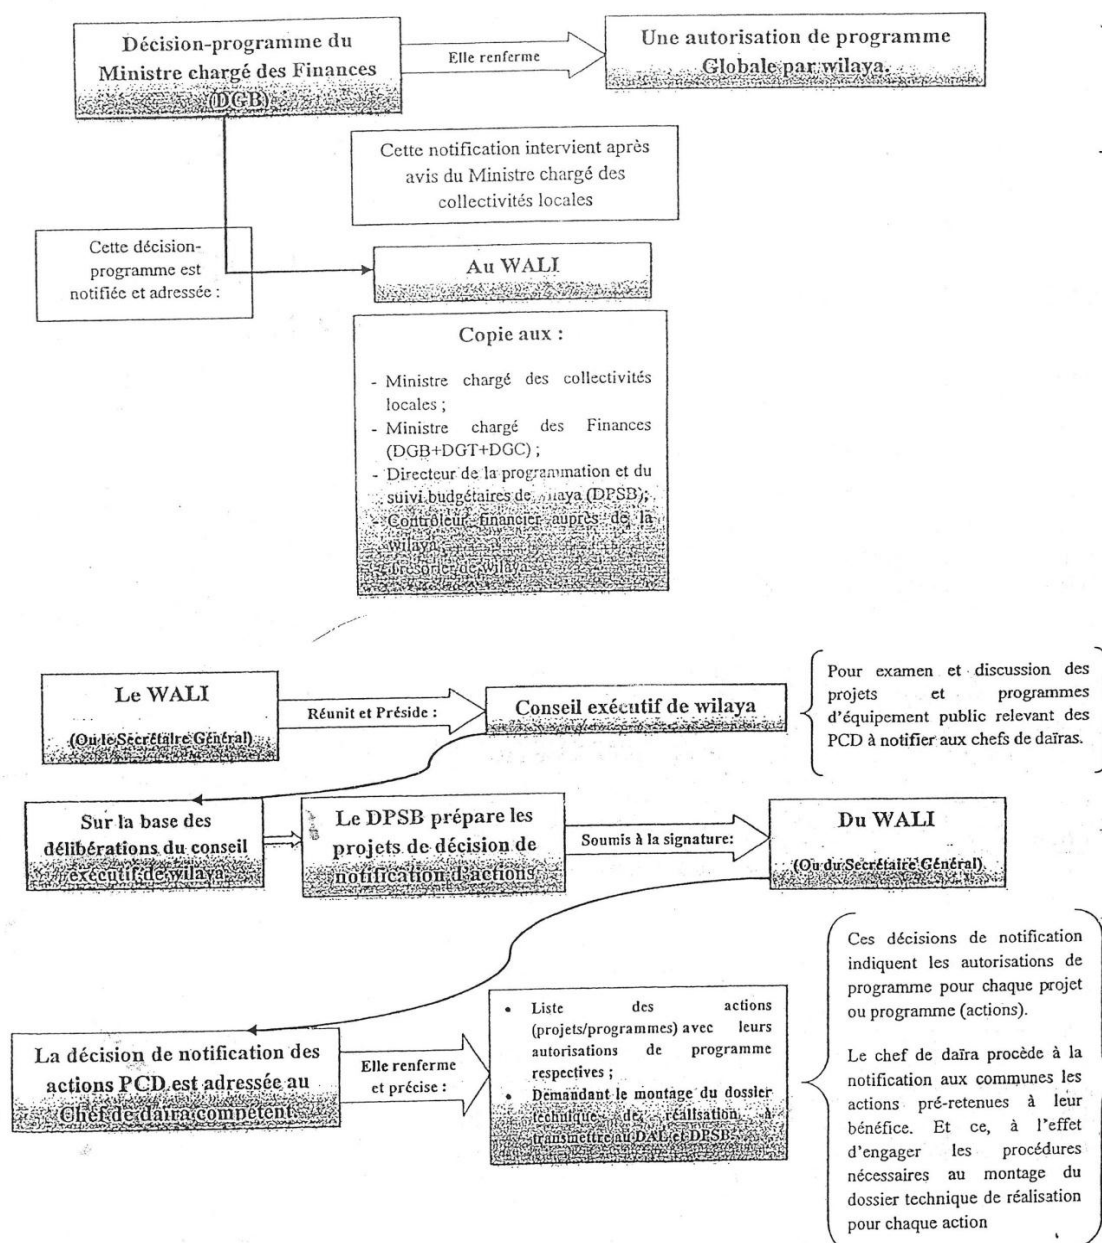 Décision-programme du
Ministre chargé des Finances
(DGB)
Elle renferme
Une autorisation de programme
Globale par wilaya.
Cette notification intervient après
avis du Ministre chargé des
collectivités locales
Cette décision-
programme est
notifiée et adressée :
Au WALI
Copie aux :
- Ministre chargé des collectivités
locales ;
- Ministre chargé des Finances
(DGB+DGT+DGC) ;
- Directeur de la programmation et du
suivi budgétaires de (DPSB);
- Contrôleur financier auprès de la
wilaya
- Trésorier de wilaya
Le WALI
(Ou le Secrétaire Général)
Réunit et Préside :
Conseil exécutif de wilaya
Pour examen et discussion des
projets et programmes
d'équipement public relevant des
PCD à notifier aux chefs de daïras.
Sur la base des
délibérations du conseil
exécutif de wilaya.
Le DPSB prépare les
projets de décision de
notification d'actions
Soumis à la signature:
Du WALI
(Ou du Secrétaire Général)
La décision de notification des
actions PCD est adressée au
Chef de daïra compétent.
Elle renferme
et précise :
• Liste des actions
(projets/programmes) avec leurs
autorisations de programme
respectives ;
• Demandant le montage du dossier
technique de réalisation à
transmettre au DAL et DPSB.
Ces décisions de notification
indiquent les autorisations de
programme pour chaque projet
ou programme (actions).
Le chef de daïra procède à la
notification aux communes les
actions pré-retenues à leur
bénéfice. Et ce, à l'effet
d'engager les procédures
nécessaires au montage du
dossier technique de réalisation
pour chaque action